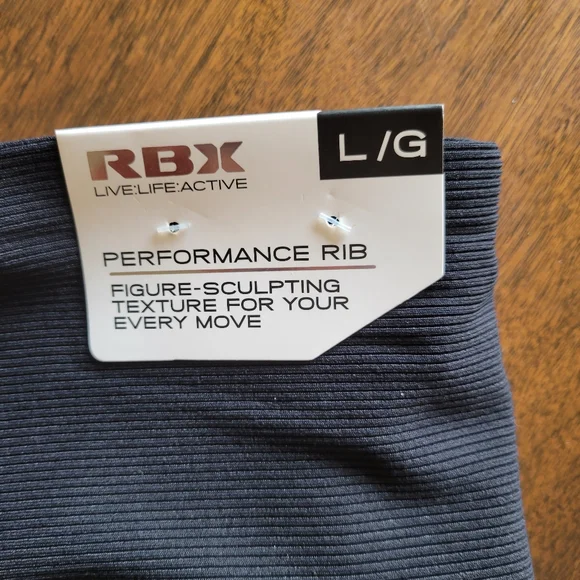 RBX
L/G
LIVE:LIFE:ACTIVE
PERFORMANCE RIB
FIGURE-SCULPTING
TEXTURE FOR YOUR
EVERY MOVE